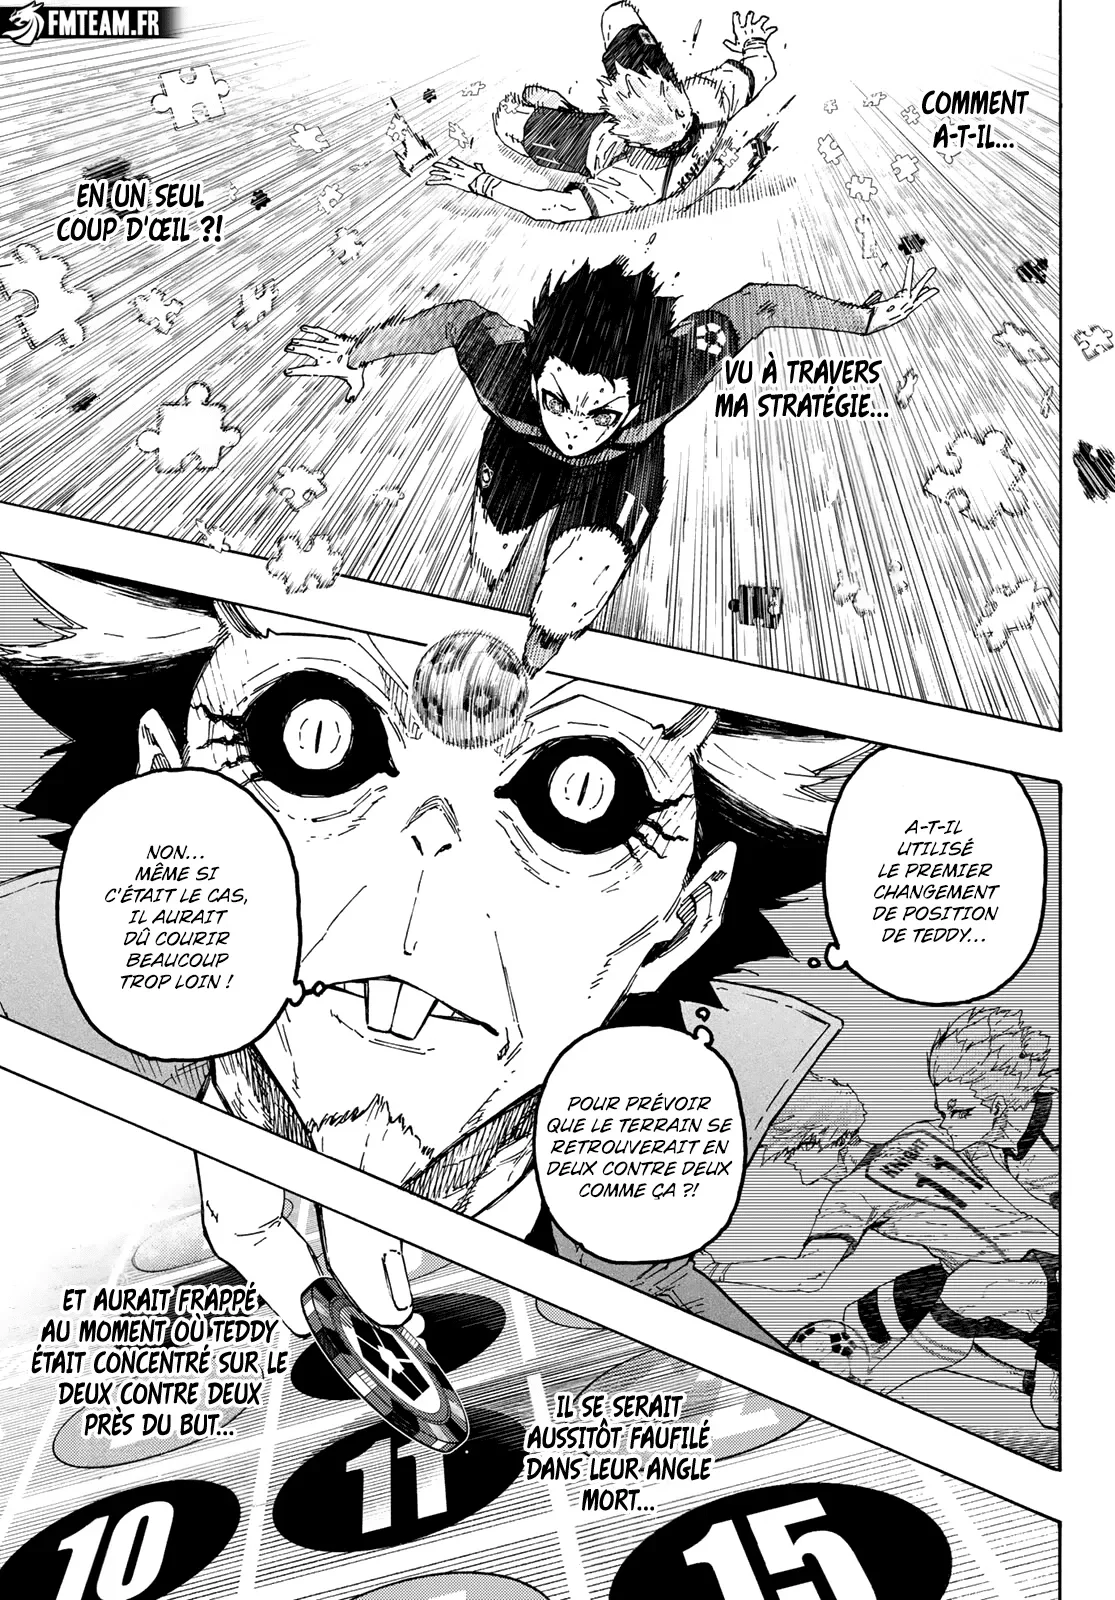 FMTEAM.FR
COMMENT
A-T-IL...
EN UN SEUL
COUP D'ŒIL ?!
VU À TRAVERS
MA STRATÉGIE...
11
A-T-IL
UTILISÉ
LE PREMIER
CHANGEMENT
DE POSITION
DE TEDDY...
NON...
MÊME SI
C'ÉTAIT LE CAS,
IL AURAIT
DÛ COURIR
BEAUCOUP
TROP LOIN !
POUR PRÉVOIR
QUE LE TERRAIN SE
RETROUVERAIT EN
DEUX CONTRE DEUX
COMME ÇA ?!
KNIGHT
11
ET AURAIT FRAPPÉ
AU MOMENT OÙ TEDDY
ÉTAIT CONCENTRÉ SUR LE
DEUX CONTRE DEUX
PRÈS DU BUT...
IL SE SERAIT
AUSSITÔT FAUFILÉ
DANS LEUR ANGLE
MORT...
10
11
15